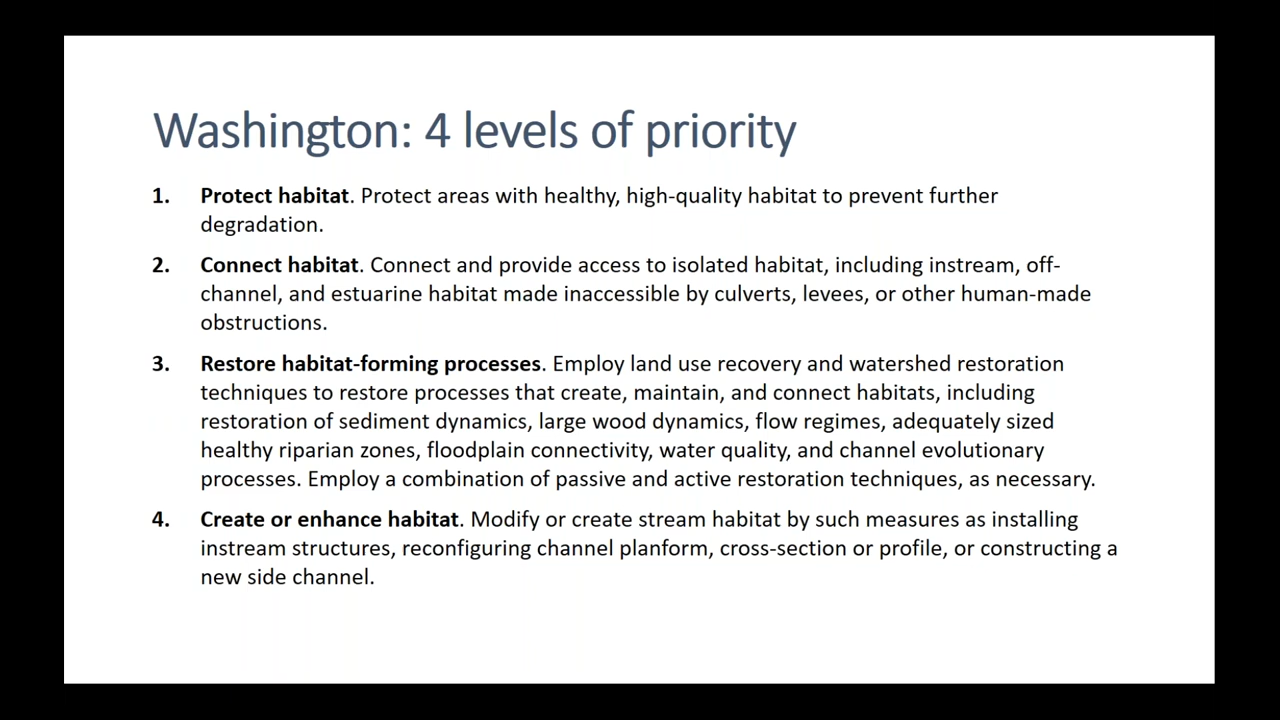 Washington: 4 levels of priority
1. Protect habitat. Protect areas with healthy, high-quality habitat to prevent further
degradation.
2. Connect habitat. Connect and provide access to isolated habitat, including instream, off-
channel, and estuarine habitat made inaccessible by culverts, levees, or other human-made
obstructions.
3. Restore habitat-forming processes. Employ land use recovery and watershed restoration
techniques to restore processes that create, maintain, and connect habitats, including
restoration of sediment dynamics, large wood dynamics, flow regimes, adequately sized
healthy riparian zones, floodplain connectivity, water quality, and channel evolutionary
processes. Employ a combination of passive and active restoration techniques, as necessary.
4. Create or enhance habitat. Modify or create stream habitat by such measures as installing
instream structures, reconfiguring channel planform, cross-section or profile, or constructing a
new side channel.